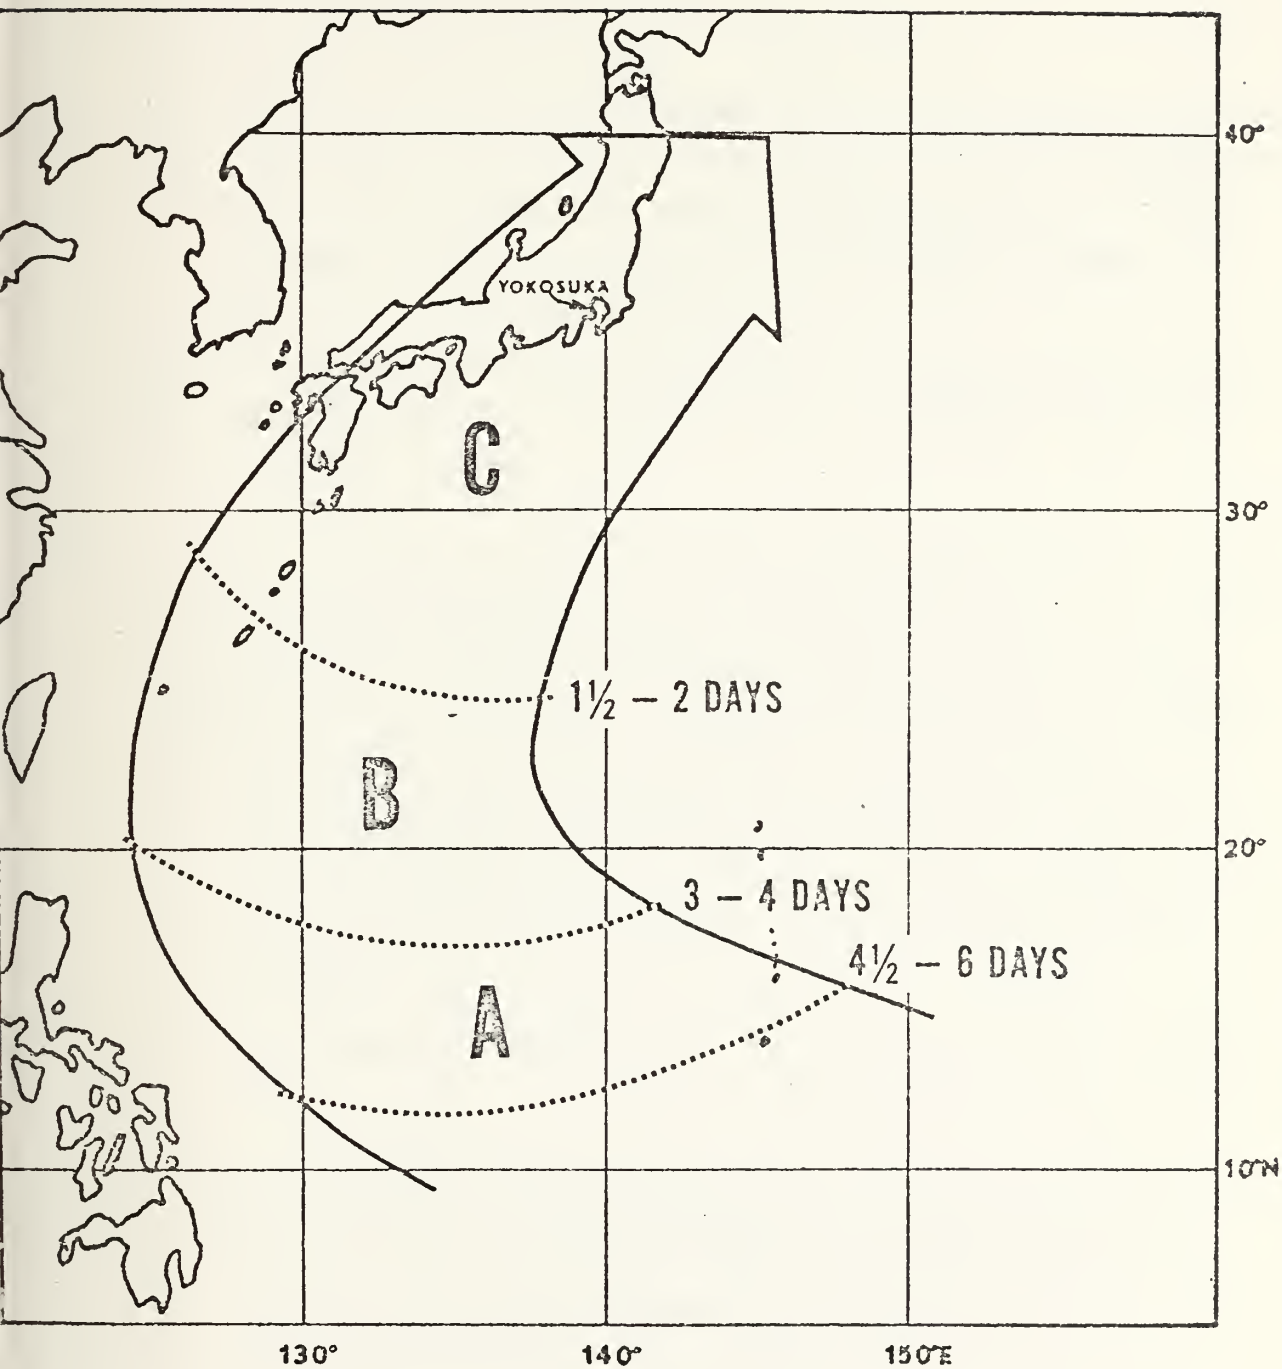 40°
YOKOSUKA
C
30°
1½ — 2 DAYS
B
20°
3 — 4 DAYS
4½ — 6 DAYS
A
10°N
130° 140° 150°E